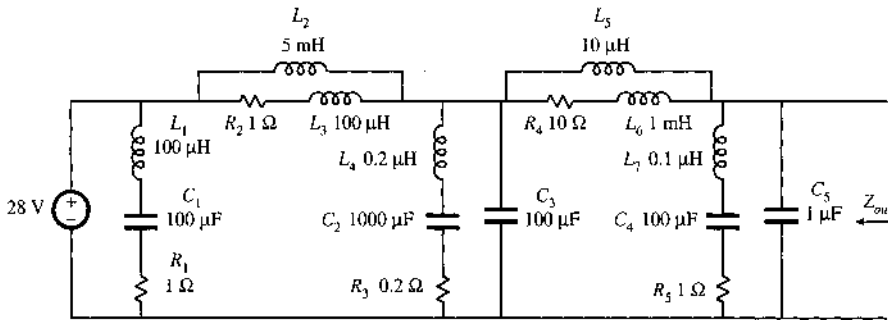 L2
5 mH
L5
10 µH
R2 1 Ω
L3 100 µH
R4 10 Ω
L6 1 mH
L1
100 µH
L4 0.2 µH
L7 0.1 µH
28 V
C1
100 µF
C2 1000 µF
C3
100 µF
C4 100 µF
C5
1 µF
Zou
R1
1 Ω
R3 0.2 Ω
R5 1 Ω